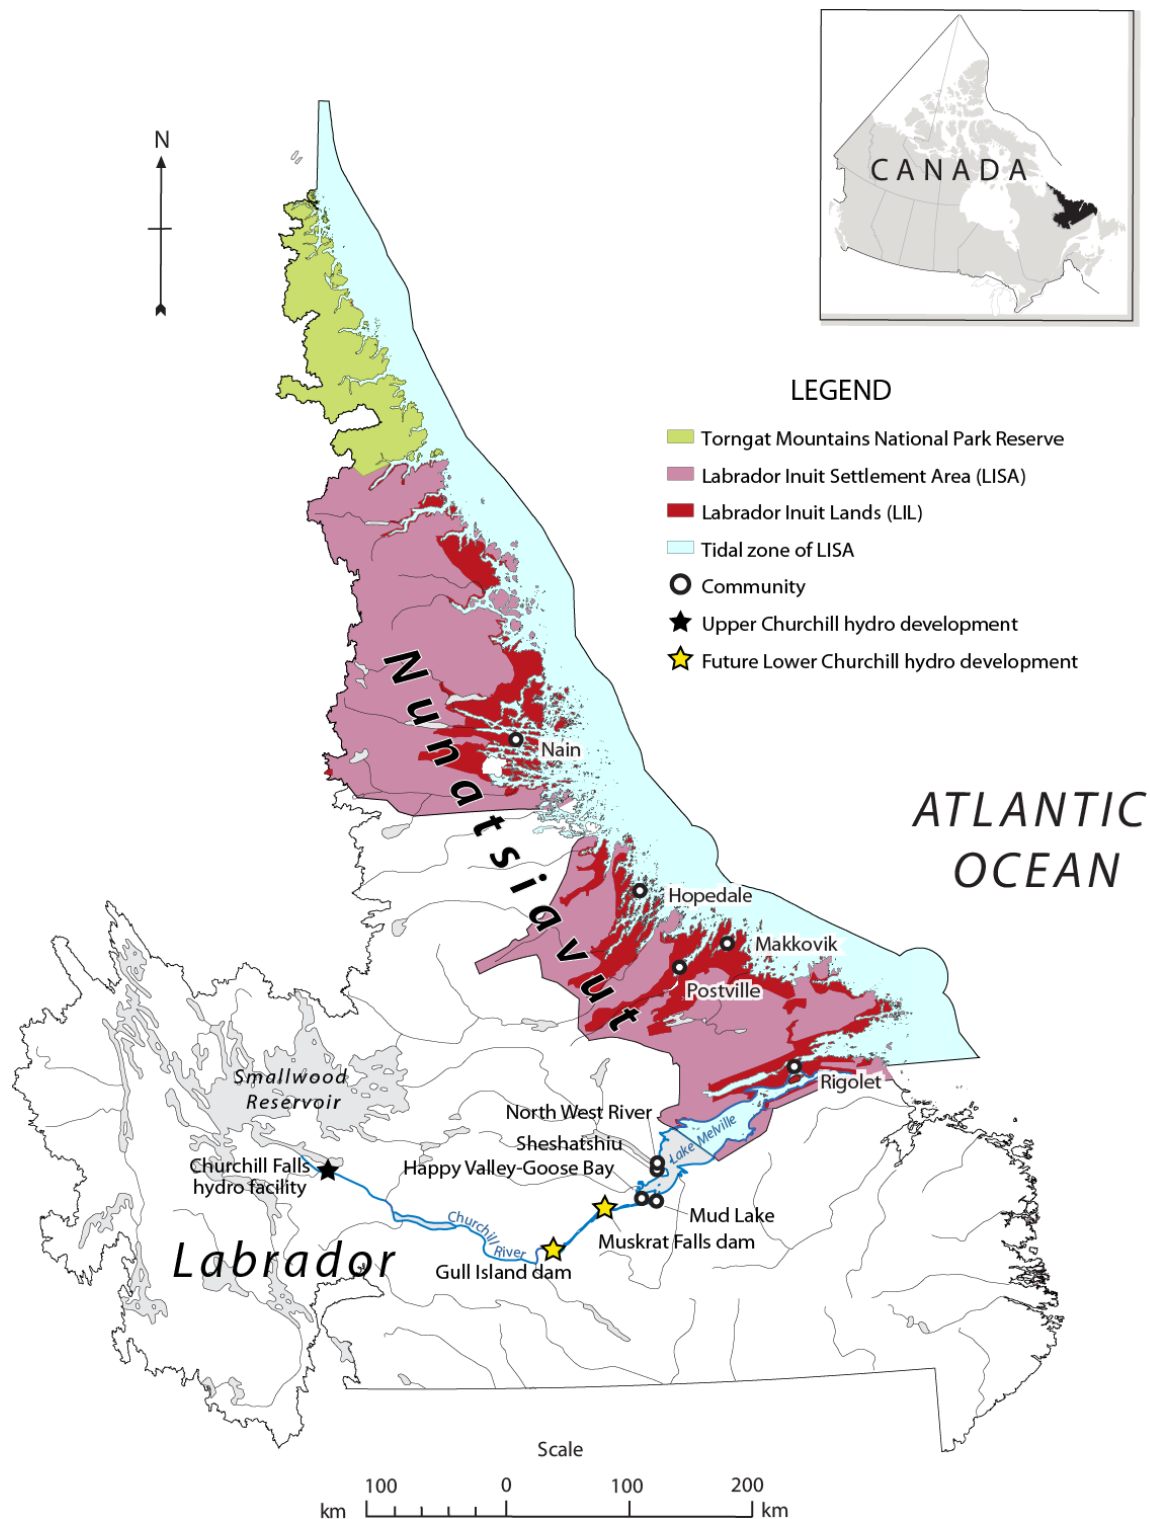 N
CANADA
LEGEND
Torngat Mountains National Park Reserve
Labrador Inuit Settlement Area (LISA)
Labrador Inuit Lands (LIL)
Tidal zone of LISA
Community
Upper Churchill hydro development
Future Lower Churchill hydro development
Nunatsiavut
Nain
ATLANTIC
OCEAN
Hopedale
Makkovik
Postville
Smallwood
Reservoir
Rigolet
North West River
Lake Melville
Sheshatshiu
Churchill Falls
hydro facility
Happy Valley-Goose Bay
Mud Lake
Churchill
River
Muskrat Falls dam
Labrador
Gull Island dam
Scale
100 0 100 200
km km